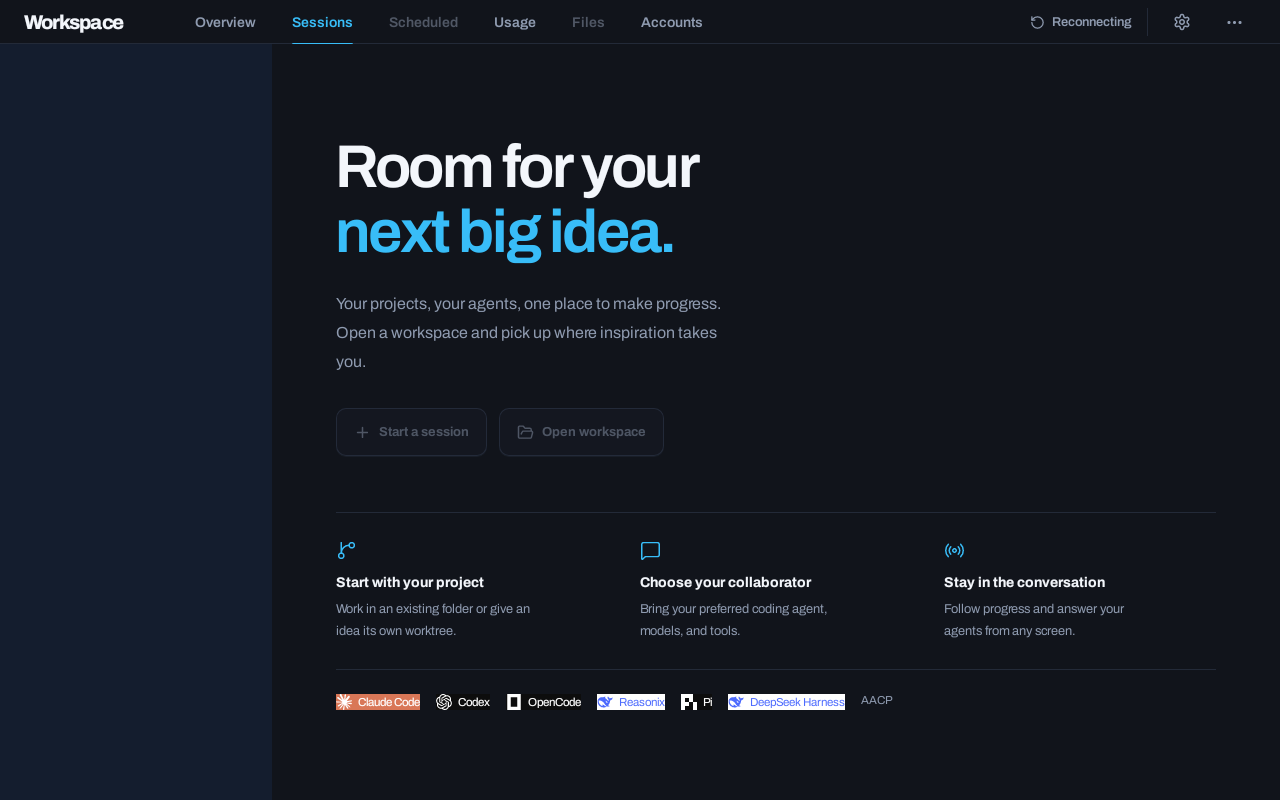 Workspace
Overview
Sessions
Scheduled
Usage
Files
Accounts
Reconnecting
Room for your
next big idea.
Your projects, your agents, one place to make progress.
Open a workspace and pick up where inspiration takes
you.
Start a session
Open workspace
Start with your project
Work in an existing folder or give an
idea its own worktree.
Choose your collaborator
Bring your preferred coding agent,
models, and tools.
Stay in the conversation
Follow progress and answer your
agents from any screen.
Claude Code
Codex
OpenCode
Reasonix
Pi
DeepSeek Harness
AACP